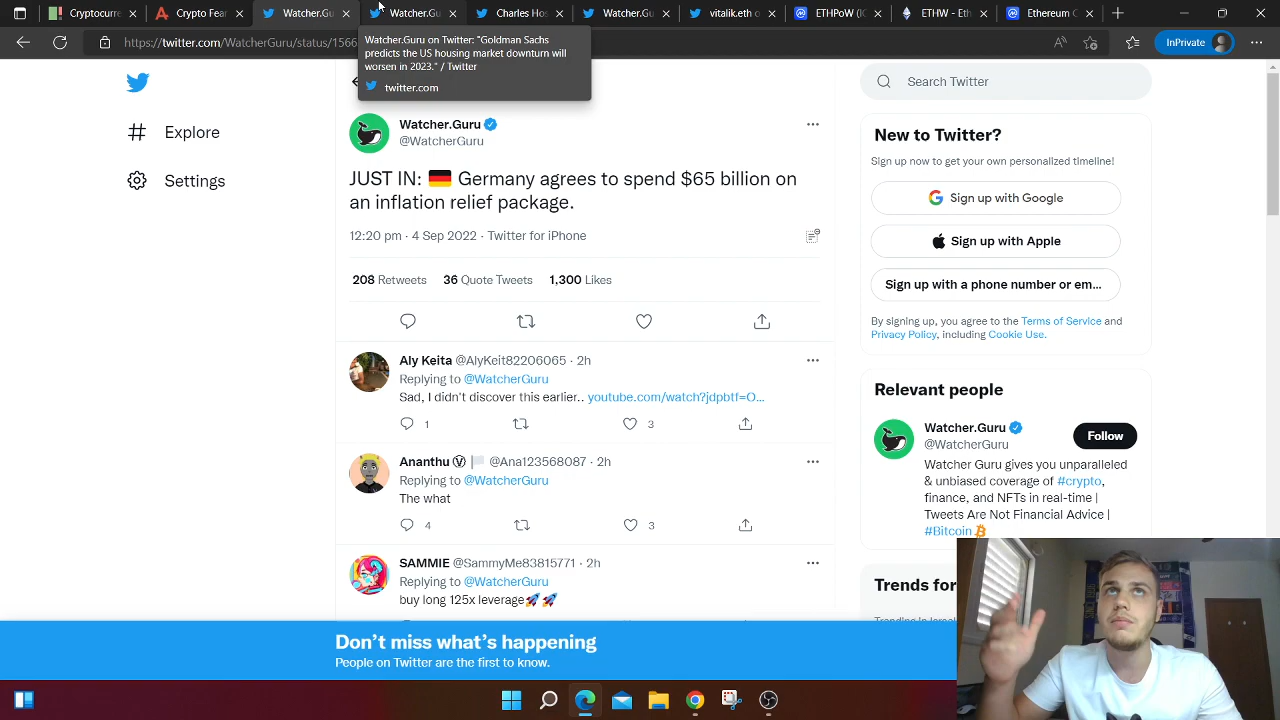 Cryptocurre
Crypto Fear
Watcher.Gu
Watcher.Gu
Charles Hos
Watcher.Gu
vitalik.eth o
ETHPoW (IC
ETHW - Eth
Ethereum C
https://twitter.com/WatcherGuru/status/1566
InPrivate
Watcher.Guru on Twitter: "Goldman Sachs
predicts the US housing market downturn will
worsen in 2023." / Twitter
twitter.com
Explore
Settings
Watcher.Guru
@WatcherGuru
JUST IN: 🇩🇪 Germany agrees to spend $65 billion on
an inflation relief package.
12:20 pm · 4 Sep 2022 · Twitter for iPhone
208 Retweets 36 Quote Tweets 1,300 Likes
Aly Keita @AlyKeit82206065 · 2h
Replying to @WatcherGuru
Sad, I didn't discover this earlier.. youtube.com/watch?jdpbtf=O...
1 3
Ananthu Ⓥ 🏳️ @Ana123568087 · 2h
Replying to @WatcherGuru
The what
4 3
SAMMIE @SammyMe83815771 · 2h
Replying to @WatcherGuru
buy long 125x leverage🚀🚀
Search Twitter
New to Twitter?
Sign up now to get your own personalized timeline!
Sign up with Google
Sign up with Apple
Sign up with a phone number or em...
By signing up, you agree to the Terms of Service and
Privacy Policy, including Cookie Use.
Relevant people
Watcher.Guru
@WatcherGuru
Follow
Watcher Guru gives you unparalleled
& unbiased coverage of #crypto,
finance, and NFTs in real-time |
Tweets Are Not Financial Advice |
#Bitcoin
Trends for
Don't miss what's happening
People on Twitter are the first to know.